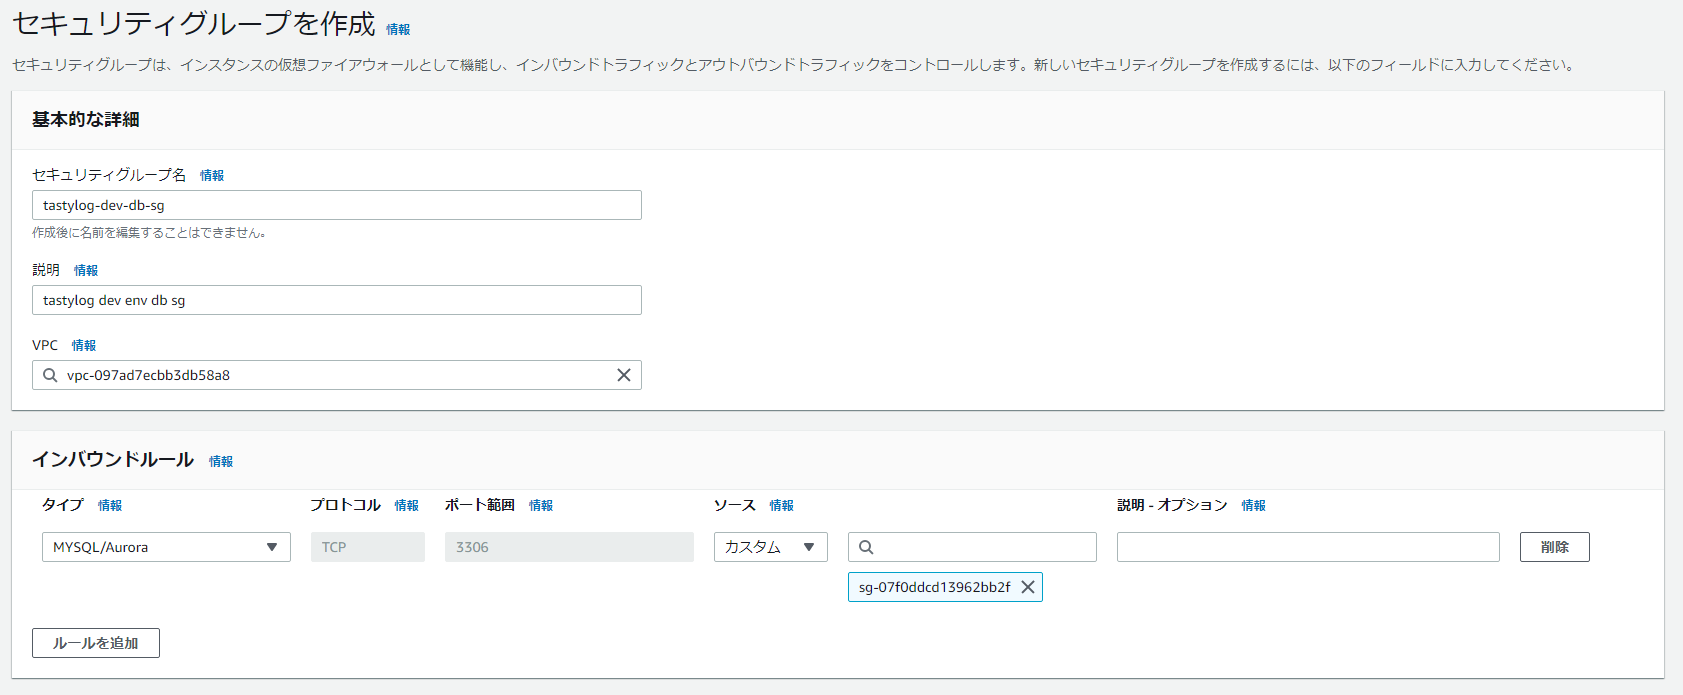 セキュリティグループを作成 情報
セキュリティグループは、インスタンスの仮想ファイアウォールとして機能し、インバウンドトラフィックとアウトバウンドトラフィックをコントロールします。新しいセキュリティグループを作成するには、以下のフィールドに入力してください。
基本的な詳細
セキュリティグループ名 情報
tastylog-dev-db-sg
作成後に名前を編集することはできません。
説明 情報
tastylog dev env db sg
VPC 情報
vpc-097ad7ecbb3db58a8
インバウンドルール 情報
タイプ 情報 プロトコル 情報 ポート範囲 情報 ソース 情報 説明 - オプション 情報
MYSQL/Aurora TCP 3306 カスタム 削除
sg-07f0ddcd13962bb2f
ルールを追加